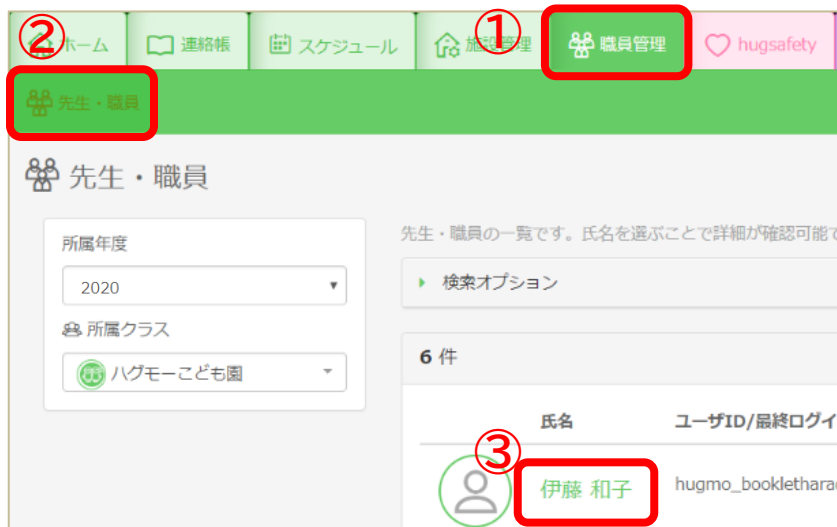 ② ホーム 連絡帳 スケジュール ① 施設管理 職員管理 hugsafety
先生・職員
先生・職員
所属年度
2020
所属クラス
ハグモーこども園
先生・職員の一覧です。氏名を選ぶことで詳細が確認可能で
検索オプション
6 件
氏名 ユーザID/最終ログイ
③ 伊藤 和子 hugmo_bookletharad